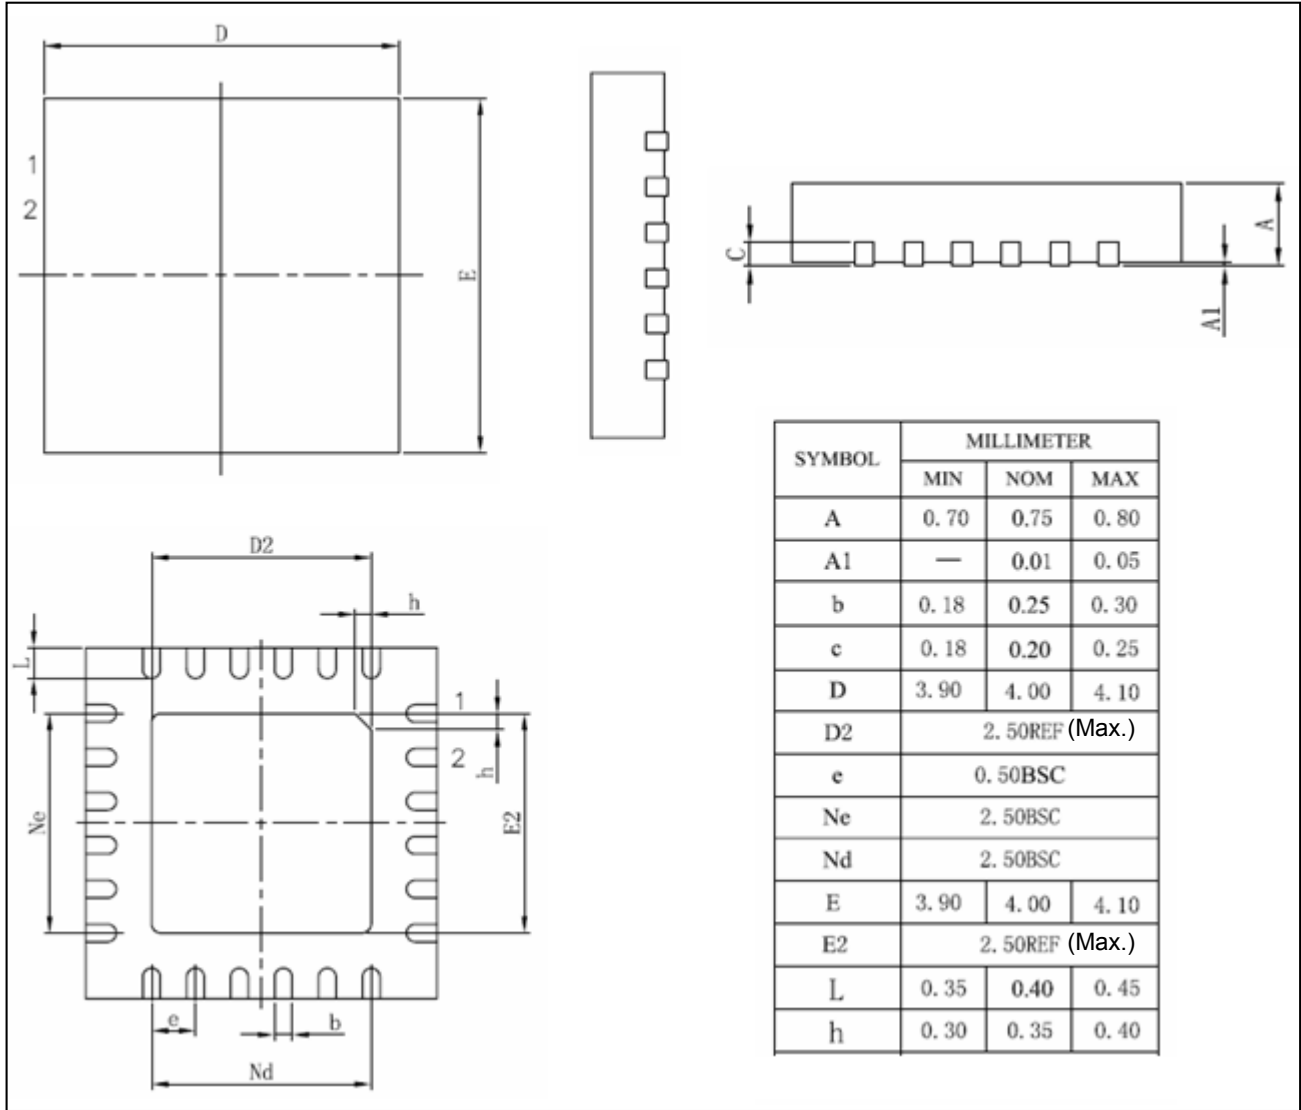 D
1
2
E
C
A
A1
D2
h
L
1
2
h
Ne
E2
e
b
Nd
SYMBOL MILLIMETER
MIN NOM MAX
A 0.70 0.75 0.80
A1 — 0.01 0.05
b 0.18 0.25 0.30
c 0.18 0.20 0.25
D 3.90 4.00 4.10
D2 2.50REF (Max.)
e 0.50BSC
Ne 2.50BSC
Nd 2.50BSC
E 3.90 4.00 4.10
E2 2.50REF (Max.)
L 0.35 0.40 0.45
h 0.30 0.35 0.40